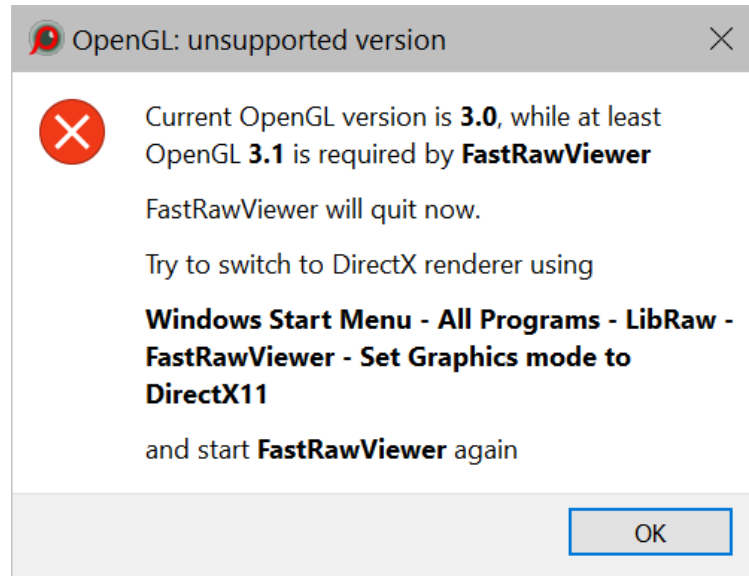 OpenGL: unsupported version
Current OpenGL version is 3.0, while at least
OpenGL 3.1 is required by FastRawViewer
FastRawViewer will quit now.
Try to switch to DirectX renderer using
Windows Start Menu - All Programs - LibRaw -
FastRawViewer - Set Graphics mode to
DirectX11
and start FastRawViewer again
OK